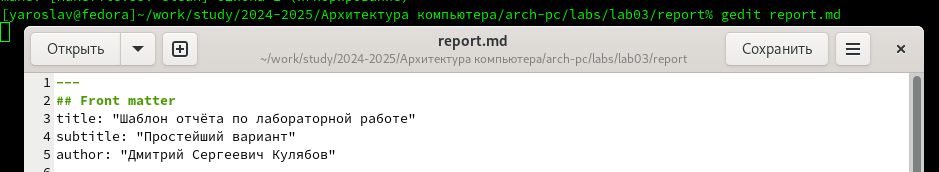 [yaroslav@fedora]~/work/study/2024-2025/Архитектура компьютера/arch-pc/labs/lab03/report% gedit report.md
Открыть
report.md
~/work/study/2024-2025/Архитектура компьютера/arch-pc/labs/lab03/report
Сохранить
1 ---
2 ## Front matter
3 title: "Шаблон отчёта по лабораторной работе"
4 subtitle: "Простейший вариант"
5 author: "Дмитрий Сергеевич Кулябов"